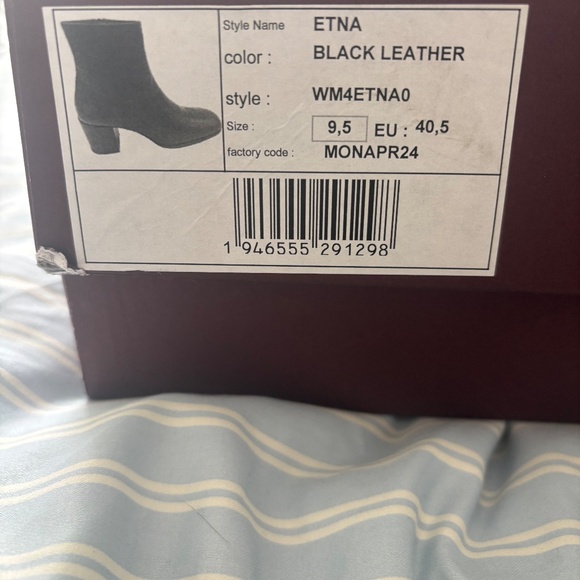 Style Name ETNA
color : BLACK LEATHER
style : WM4ETNA0
Size : 9,5 EU : 40,5
factory code : MONAPR24
1 946555 291298